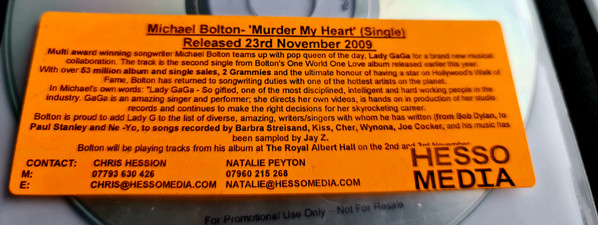 Michael Bolton- 'Murder My Heart' (Single)
Released 23rd November 2009
Multi award winning songwriter Michael Bolton teams up with pop queen of the day, Lady GaGa for a brand new musical
collaboration. The track is the second single from Bolton's One World One Love album released earlier this year.
With over 53 million album and single sales, 2 Grammies and the ultimate honour of having a star on Hollywood's Walk of
Fame, Bolton has returned to songwriting duties with one of the hottest artists on the planet.
In Michael's own words: "Lady GaGa - So gifted, one of the most disciplined, intelligent and hard working people in the
industry. GaGa is an amazing singer and performer; she directs her own videos, is hands on in production of her studio
records and continues to make the right decisions for her skyrocketing career.
Bolton is proud to add Lady G to the list of diverse, amazing, writers/singers with whom he has written (from Bob Dylan, to
Paul Stanley and Ne -Yo, to songs recorded by Barbra Streisand, Kiss, Cher, Wynona, Joe Cocker, and his music has
been sampled by Jay Z.
Bolton will be playing tracks from his album at The Royal Albert Hall on the 2nd and 3rd November
CONTACT: CHRIS HESSION NATALIE PEYTON
M: 07793 630 426 07960 215 268
E: CHRIS@HESSOMEDIA.COM NATALIE@HESSOMEDIA.COM
HESSO
MEDIA
For Promotional Use Only - Not For Resale